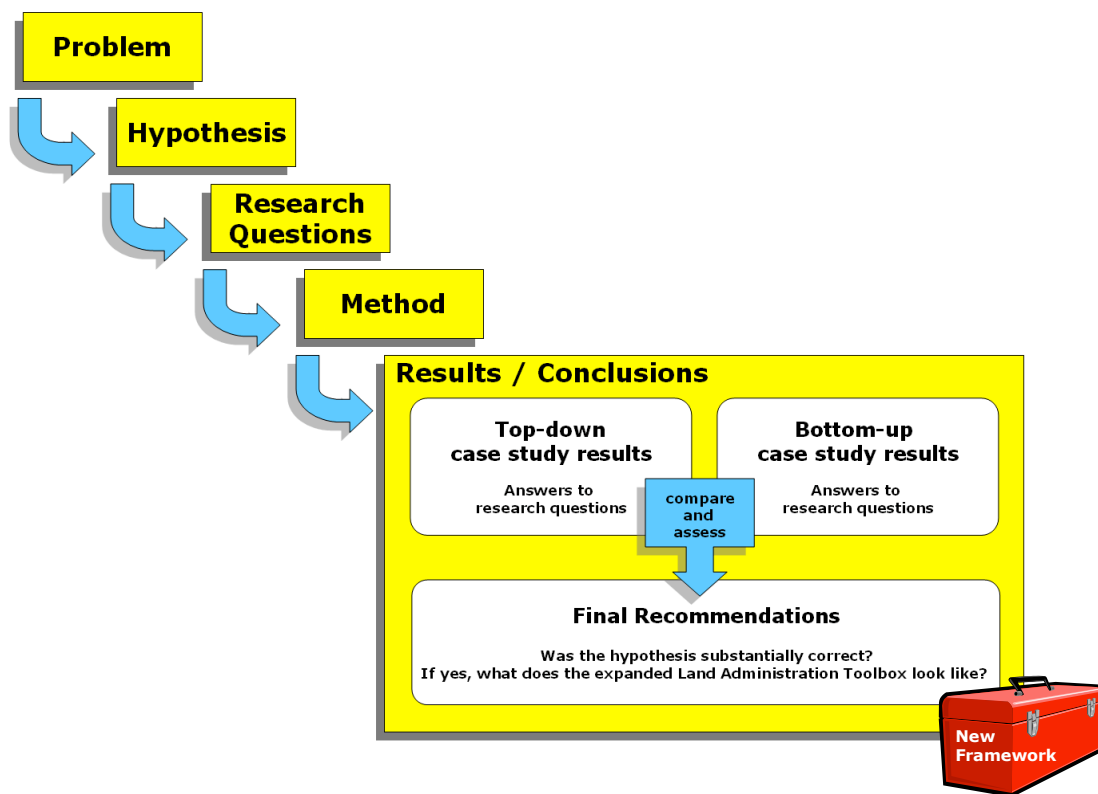 Problem
Hypothesis
Research
Questions
Method
Results / Conclusions
Top-down
case study results
Answers to
research questions
Bottom-up
case study results
Answers to
research questions
compare
and
assess
Final Recommendations
Was the hypothesis substantially correct?
If yes, what does the expanded Land Administration Toolbox look like?
New
Framework